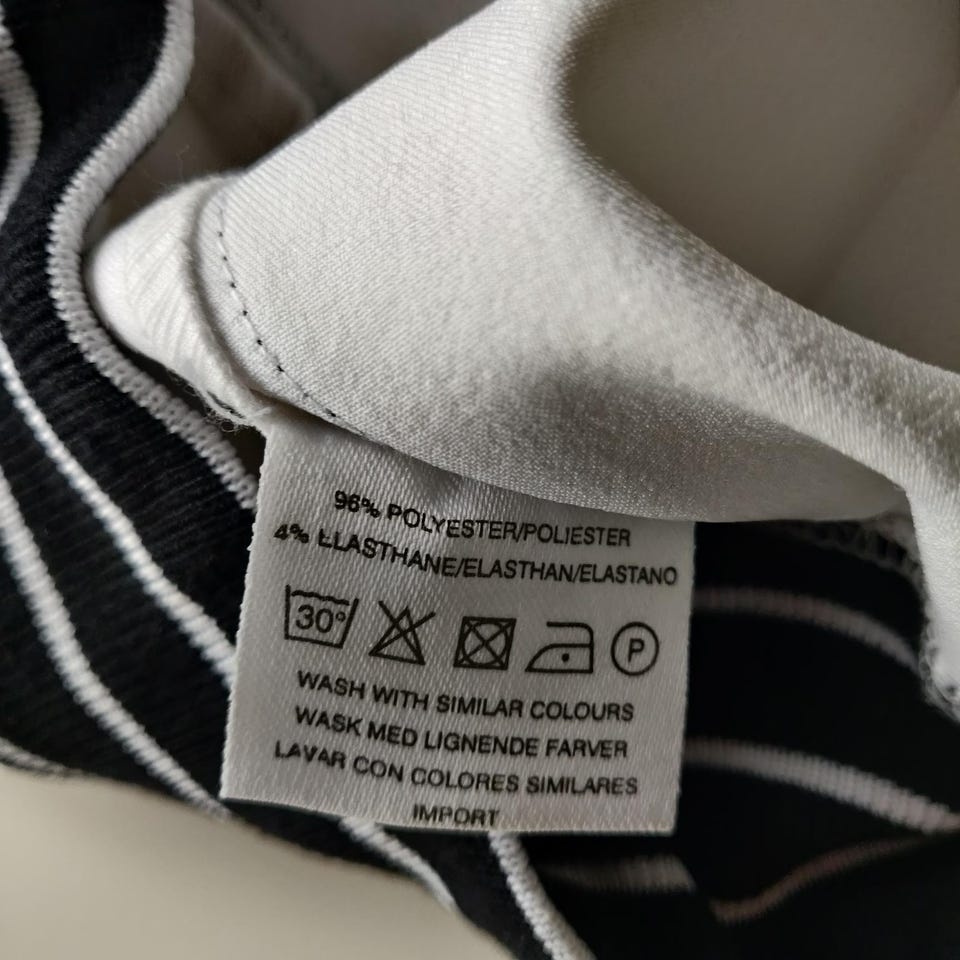 96% POLYESTER/POLIESTER
4% ELASTHANE/ELASTHAN/ELASTANO
30° P
WASH WITH SIMILAR COLOURS
WASK MED LIGNENDE FARVER
LAVAR CON COLORES SIMILARES
IMPORT